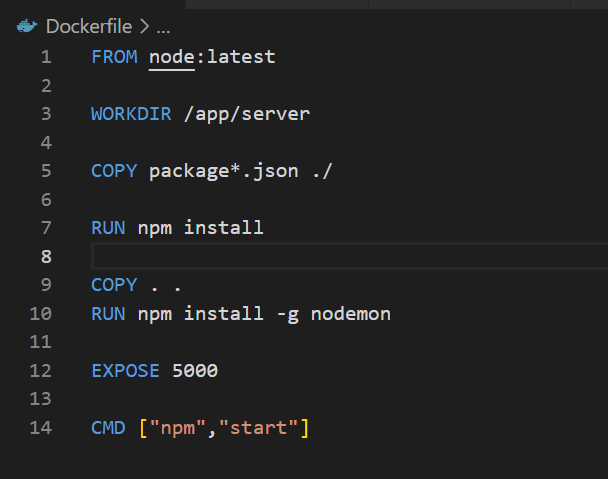 Dockerfile > ...
1 FROM node:latest
2
3 WORKDIR /app/server
4
5 COPY package*.json ./
6
7 RUN npm install
8
9 COPY . .
10 RUN npm install -g nodemon
11
12 EXPOSE 5000
13
14 CMD ["npm","start"]